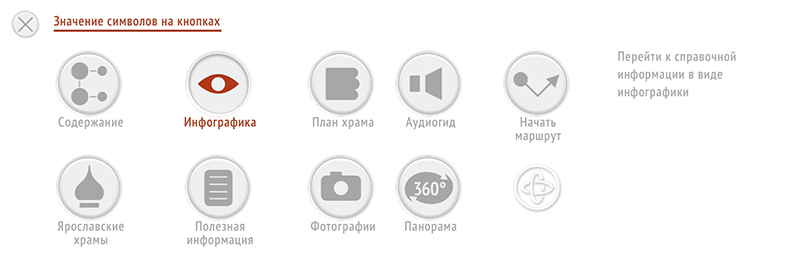 Значение символов на кнопках
Перейти к справочной
информации в виде
инфографики
Содержание
Инфографика
План храма
Аудиогид
Начать
маршрут
360°
Ярославские
храмы
Полезная
информация
Фотографии
Панорама